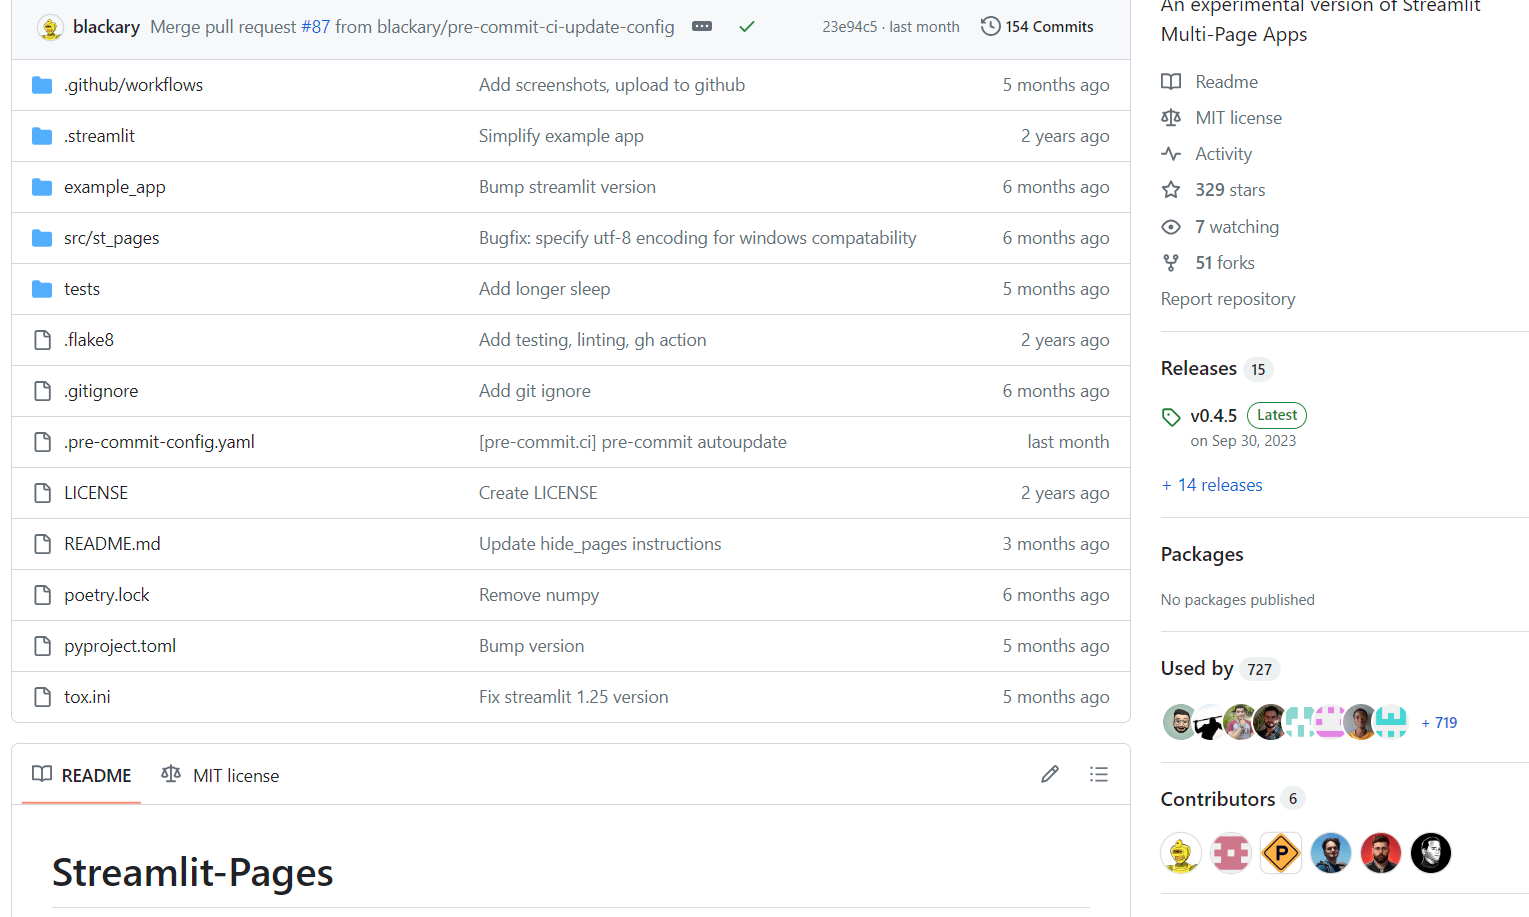 blackary Merge pull request #87 from blackary/pre-commit-ci-update-config 23e94c5 · last month 154 Commits
.github/workflows Add screenshots, upload to github 5 months ago
.streamlit Simplify example app 2 years ago
example_app Bump streamlit version 6 months ago
src/st_pages Bugfix: specify utf-8 encoding for windows compatability 6 months ago
tests Add longer sleep 5 months ago
.flake8 Add testing, linting, gh action 2 years ago
.gitignore Add git ignore 6 months ago
.pre-commit-config.yaml [pre-commit.ci] pre-commit autoupdate last month
LICENSE Create LICENSE 2 years ago
README.md Update hide_pages instructions 3 months ago
poetry.lock Remove numpy 6 months ago
pyproject.toml Bump version 5 months ago
tox.ini Fix streamlit 1.25 version 5 months ago
README MIT license
Streamlit-Pages
An experimental version of Streamlit
Multi-Page Apps
Readme
MIT license
Activity
329 stars
7 watching
51 forks
Report repository
Releases 15
v0.4.5 Latest
on Sep 30, 2023
+ 14 releases
Packages
No packages published
Used by 727
+ 719
Contributors 6
P